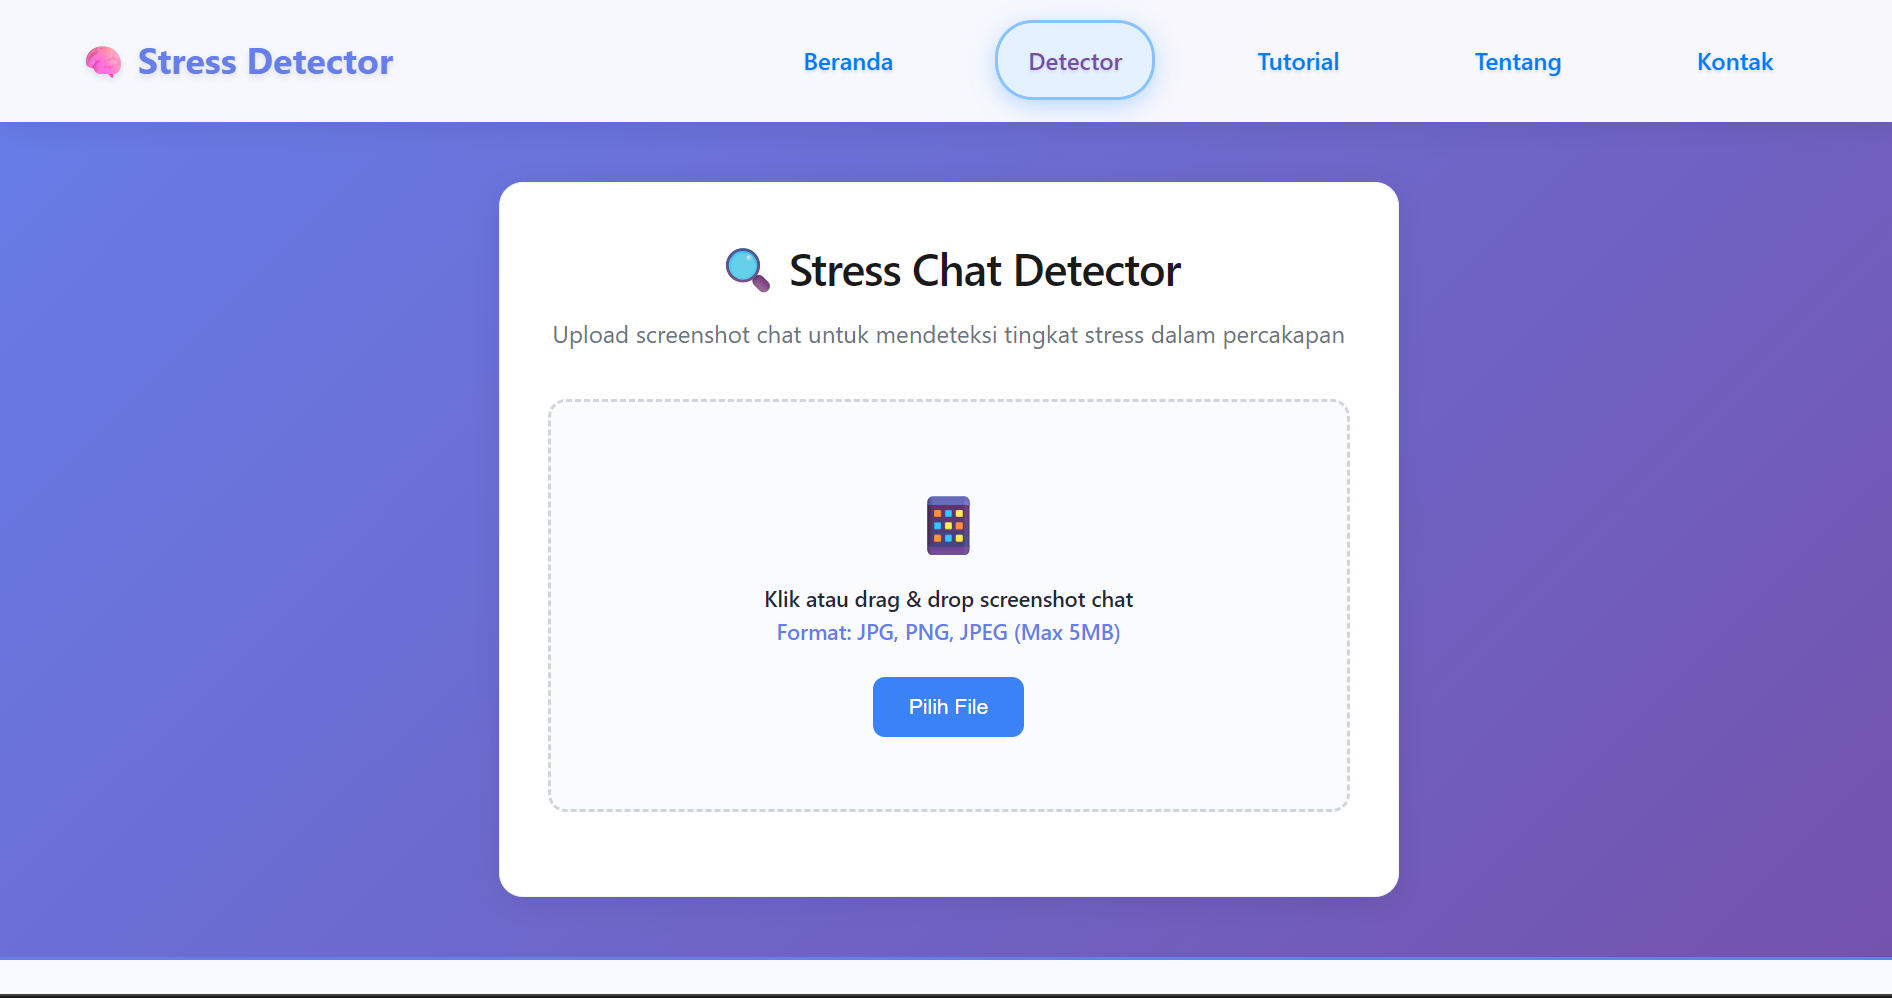 Stress Detector
Beranda
Detector
Tutorial
Tentang
Kontak
Stress Chat Detector
Upload screenshot chat untuk mendeteksi tingkat stress dalam percakapan
Klik atau drag & drop screenshot chat
Format: JPG, PNG, JPEG (Max 5MB)
Pilih File